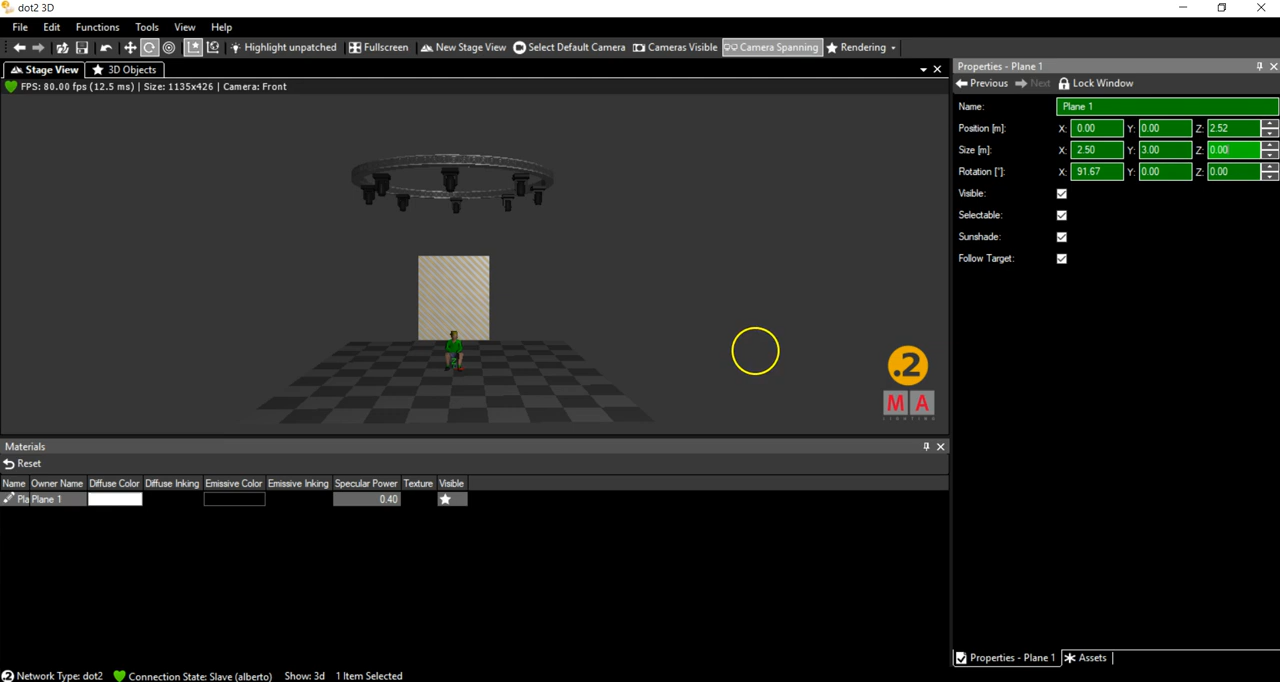 dot2 3D
File Edit Functions Tools View Help
Highlight unpatched Fullscreen New Stage View Select Default Camera Cameras Visible Camera Spanning Rendering
Stage View 3D Objects
FPS: 80.00 fps (12.5 ms) | Size: 1135x426 | Camera: Front
Properties - Plane 1
Previous Next Lock Window
Name: Plane 1
Position [m]: X: 0.00 Y: 0.00 Z: 2.52
Size [m]: X: 2.50 Y: 3.00 Z: 0.00
Rotation [°]: X: 91.67 Y: 0.00 Z: 0.00
Visible:
Selectable:
Sunshade:
Follow Target:
.2
MA
Materials
Reset
Name Owner Name Diffuse Color Diffuse Inking Emissive Color Emissive Inking Specular Power Texture Visible
Pla Plane 1 0.40
Properties - Plane 1 Assets
.2 Network Type: dot2 Connection State: Slave (alberto) Show: 3d 1 Item Selected